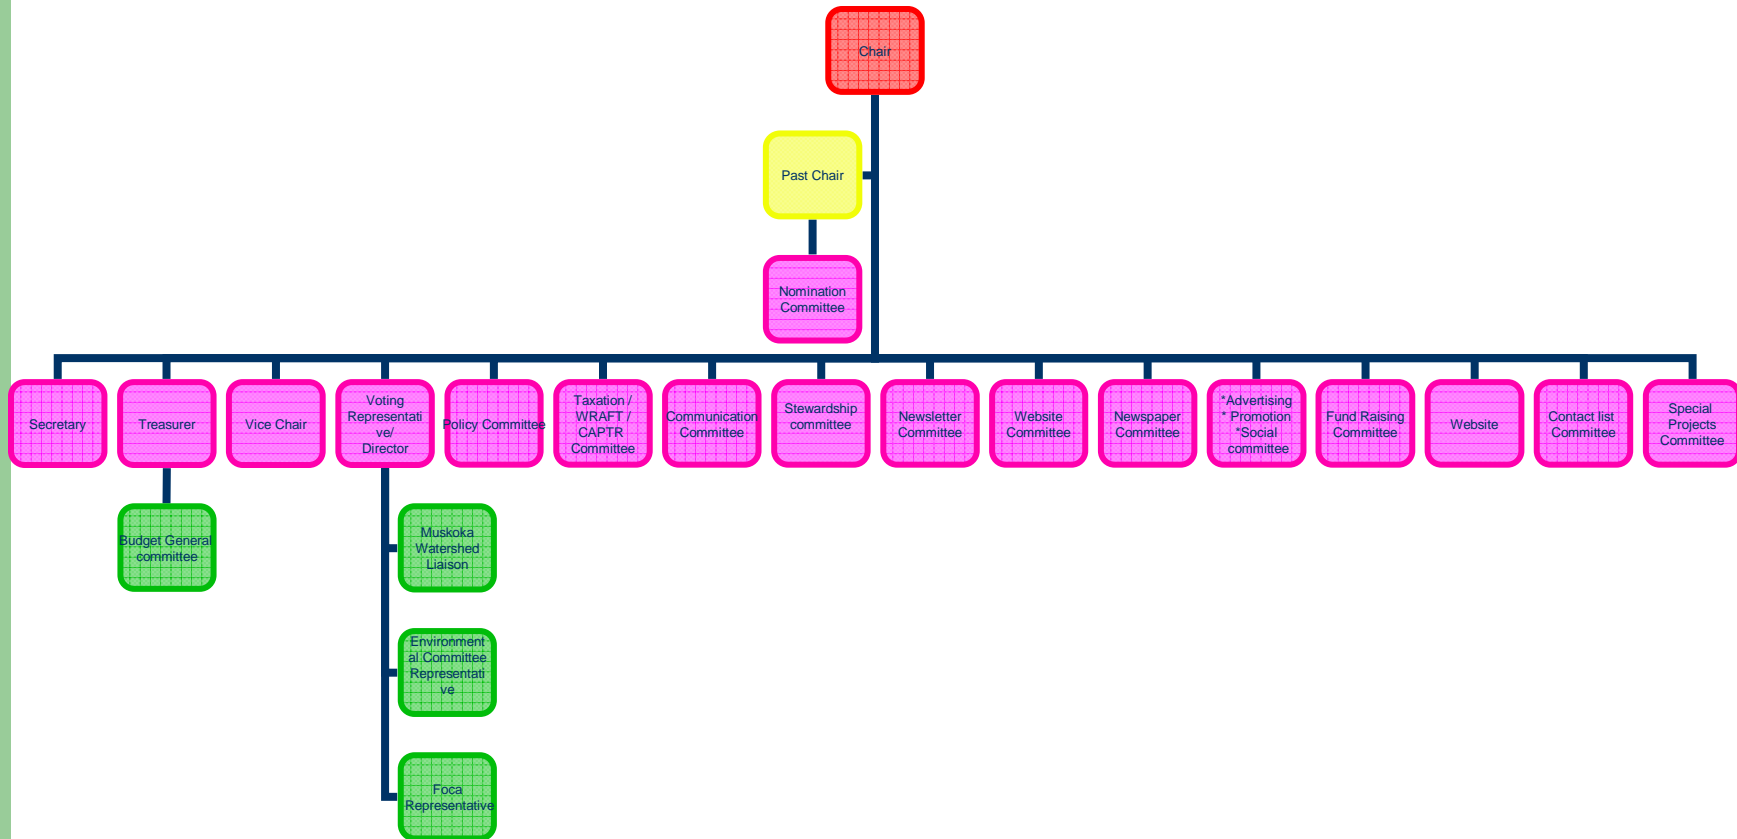 Chair
Past Chair
Nomination
Committee
Secretary
Treasurer
Vice Chair
Voting
Representati
ve/
Director
Policy Committee
Taxation /
WRAFT /
CAPTR
Committee
Communication
Committee
Stewardship
committee
Newsletter
Committee
Website
Committee
Newspaper
Committee
*Advertising
* Promotion
*Social
committee
Fund Raising
Committee
Website
Contact list
Committee
Special
Projects
Committee
Budget General
committee
Muskoka
Watershed
Liaison
Environment
al Committee
Representati
ve
Foca
Representative